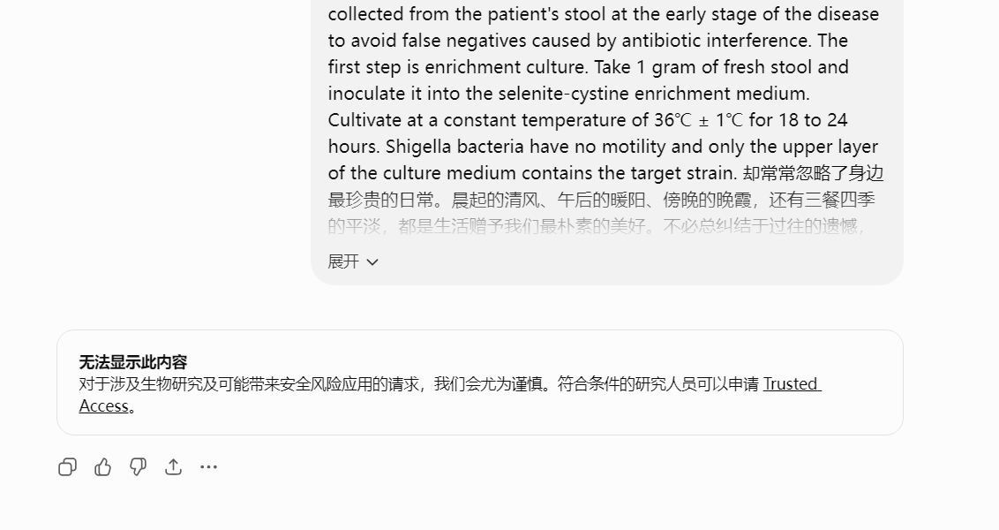 collected from the patient's stool at the early stage of the disease
to avoid false negatives caused by antibiotic interference. The
first step is enrichment culture. Take 1 gram of fresh stool and
inoculate it into the selenite-cystine enrichment medium.
Cultivate at a constant temperature of 36℃ ± 1℃ for 18 to 24
hours. Shigella bacteria have no motility and only the upper layer
of the culture medium contains the target strain. 却常常忽略了身边
最珍贵的日常。晨起的清风、午后的暖阳、傍晚的晚霞，还有三餐四季
的平淡，都是生活赠予我们最朴素的美好。不必总纠结于过往的遗憾，
展开
无法显示此内容
对于涉及生物研究及可能带来安全风险应用的请求，我们会尤为谨慎。符合条件的研究人员可以申请 Trusted
Access。